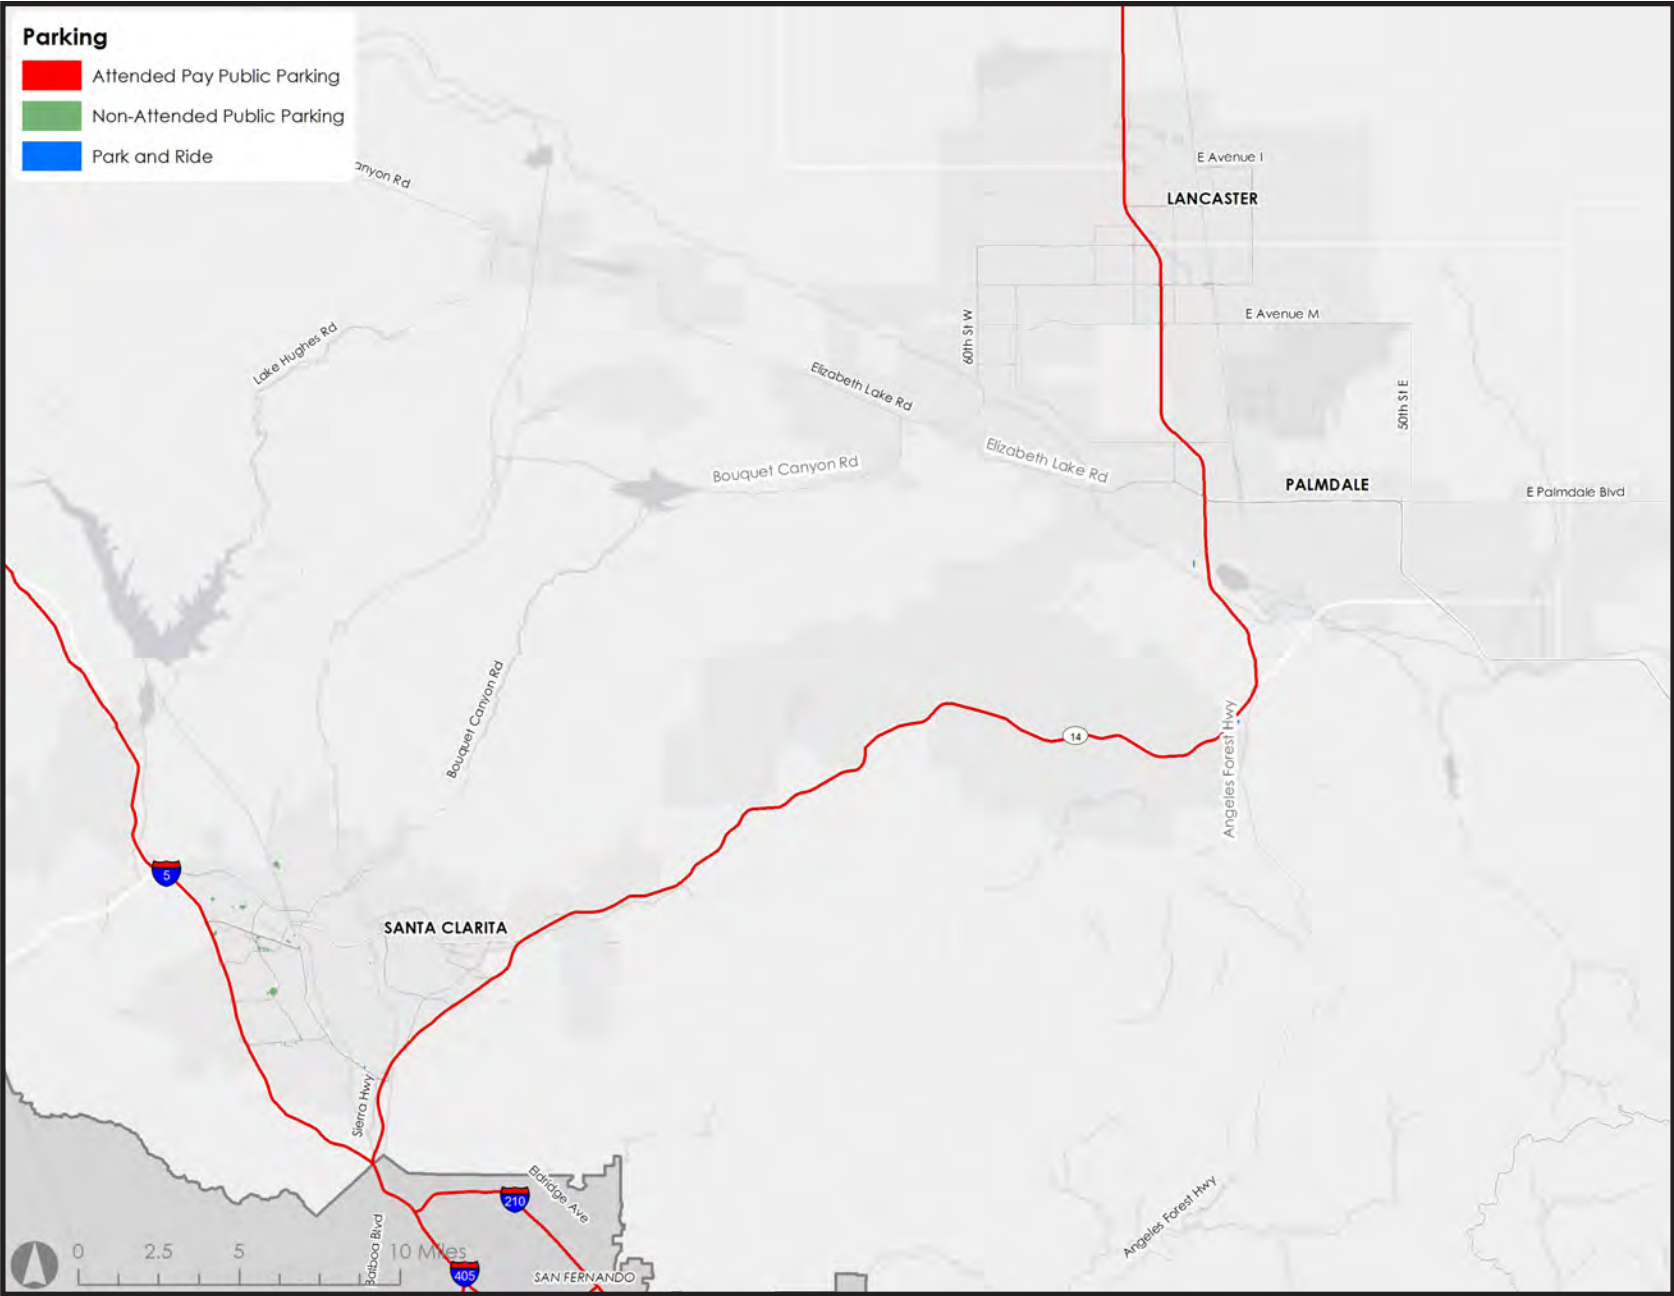 Parking
Attended Pay Public Parking
Non-Attended Public Parking
Park and Ride
anyon Rd
E Avenue I
LANCASTER
E Avenue M
60th St W
Lake Hughes Rd
Elizabeth Lake Rd
50th St E
Elizabeth Lake Rd
Bouquet Canyon Rd
PALMDALE
E Palmdale Blvd
Bouquet Canyon Rd
14
Angeles Forest Hwy
5
SANTA CLARITA
Sierra Hwy
Eldridge Ave
210
Angeles Forest Hwy
Balboa Blvd
0 2.5 5 10 Miles
405
SAN FERNANDO